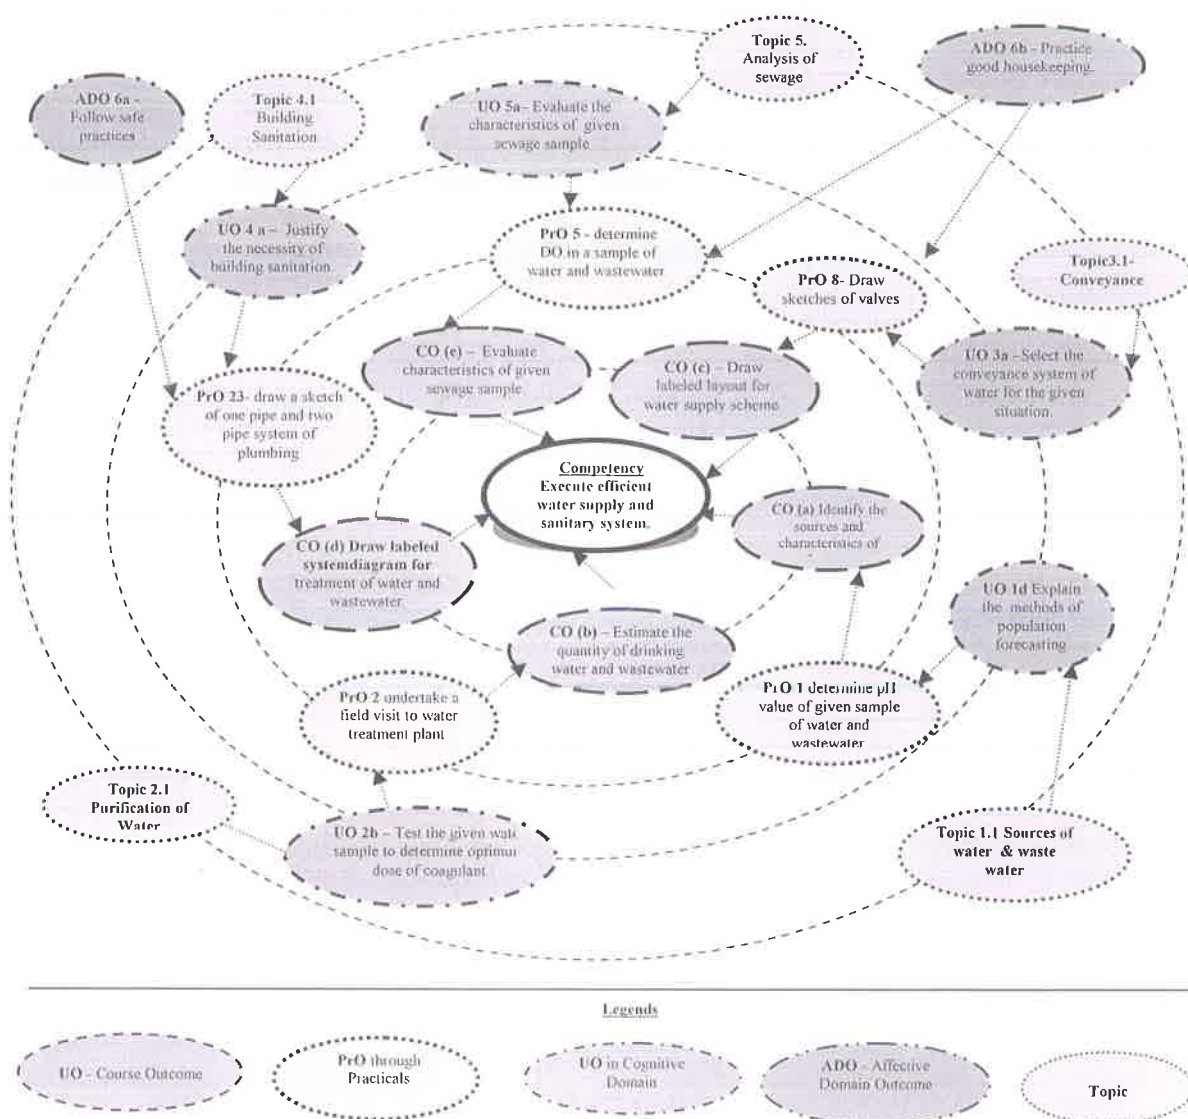 Topic 5.
Analysis of
sewage
ADO 6b - Practice
good housekeeping.
ADO 6a -
Follow safe
practices
Topic 4.1
Building
Sanitation
UO 5a– Evaluate the
characteristics of given
sewage sample
UO 4 a – Justify
the necessity of
building sanitation.
PrO 5 - determine
DO in a sample of
water and wastewater
PrO 8- Draw
sketches of valves
Topic3.1-
Conveyance
CO (e) – Evaluate
characteristics of given
sewage sample
CO (c) – Draw
labeled layout for
water supply scheme
UO 3a –Select the
conveyance system of
water for the given
situation.
PrO 23- draw a sketch
of one pipe and two
pipe system of
plumbing
Competency
Execute efficient
water supply and
sanitary system.
CO (a) Identify the
sources and
characteristics of
CO (d) Draw labeled
systemdiagram for
treatment of water and
wastewater
UO 1d Explain
the methods of
population
forecasting
CO (b) – Estimate the
quantity of drinking
water and wastewater
PrO 2 undertake a
field visit to water
treatment plant
PrO 1 determine pH
value of given sample
of water and
wastewater
Topic 2.1
Purification of
Water
UO 2b – Test the given
sample to determine
dose of coagulant
Topic 1.1 Sources of
water & waste
water
Legends
UO - Course Outcome
PrO through
Practicals
UO in Cognitive
Domain
ADO - Affective
Domain Outcome
Topic